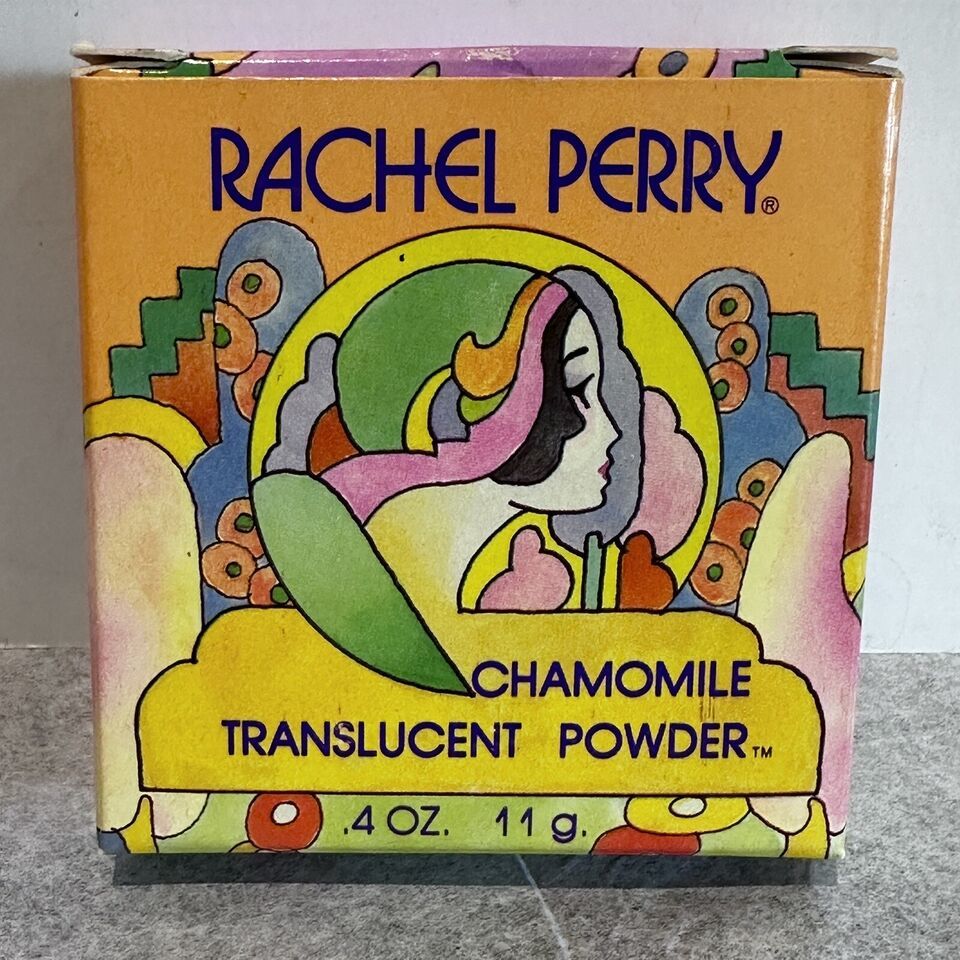 RACHEL PERRY®
CHAMOMILE
TRANSLUCENT POWDER™
.4 OZ. 11 g.